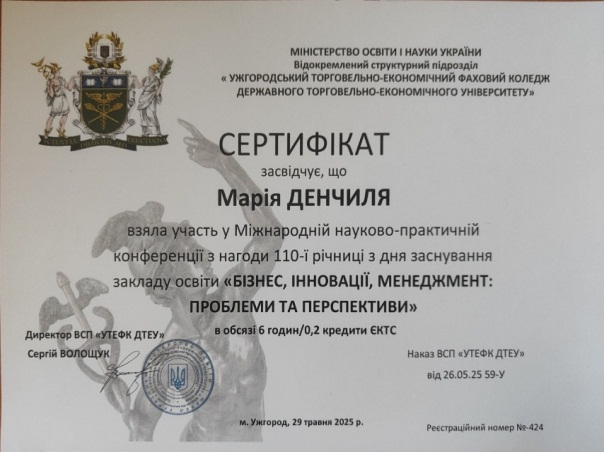 МІНІСТЕРСТВО ОСВІТИ І НАУКИ УКРАЇНИ
Відокремлений структурний підрозділ
« УЖГОРОДСЬКИЙ ТОРГОВЕЛЬНО-ЕКОНОМІЧНИЙ ФАХОВИЙ КОЛЕДЖ
ДЕРЖАВНОГО ТОРГОВЕЛЬНО-ЕКОНОМІЧНОГО УНІВЕРСИТЕТУ»
СЕРТИФІКАТ
засвідчує, що
Марія ДЕНЧИЛЯ
взяла участь у Міжнародній науково-практичній
конференції з нагоди 110-ї річниці з дня заснування
закладу освіти «БІЗНЕС, ІННОВАЦІЇ, МЕНЕДЖМЕНТ:
ПРОБЛЕМИ ТА ПЕРСПЕКТИВИ»
в обсязі 6 годин/0,2 кредити ЄКТС
Директор ВСП «УТЕФК ДТЕУ»
Сергій ВОЛОЩУК
Наказ ВСП «УТЕФК ДТЕУ»
від 26.05.25 59-У
м. Ужгород, 29 травня 2025 р.
Реєстраційний номер №-424